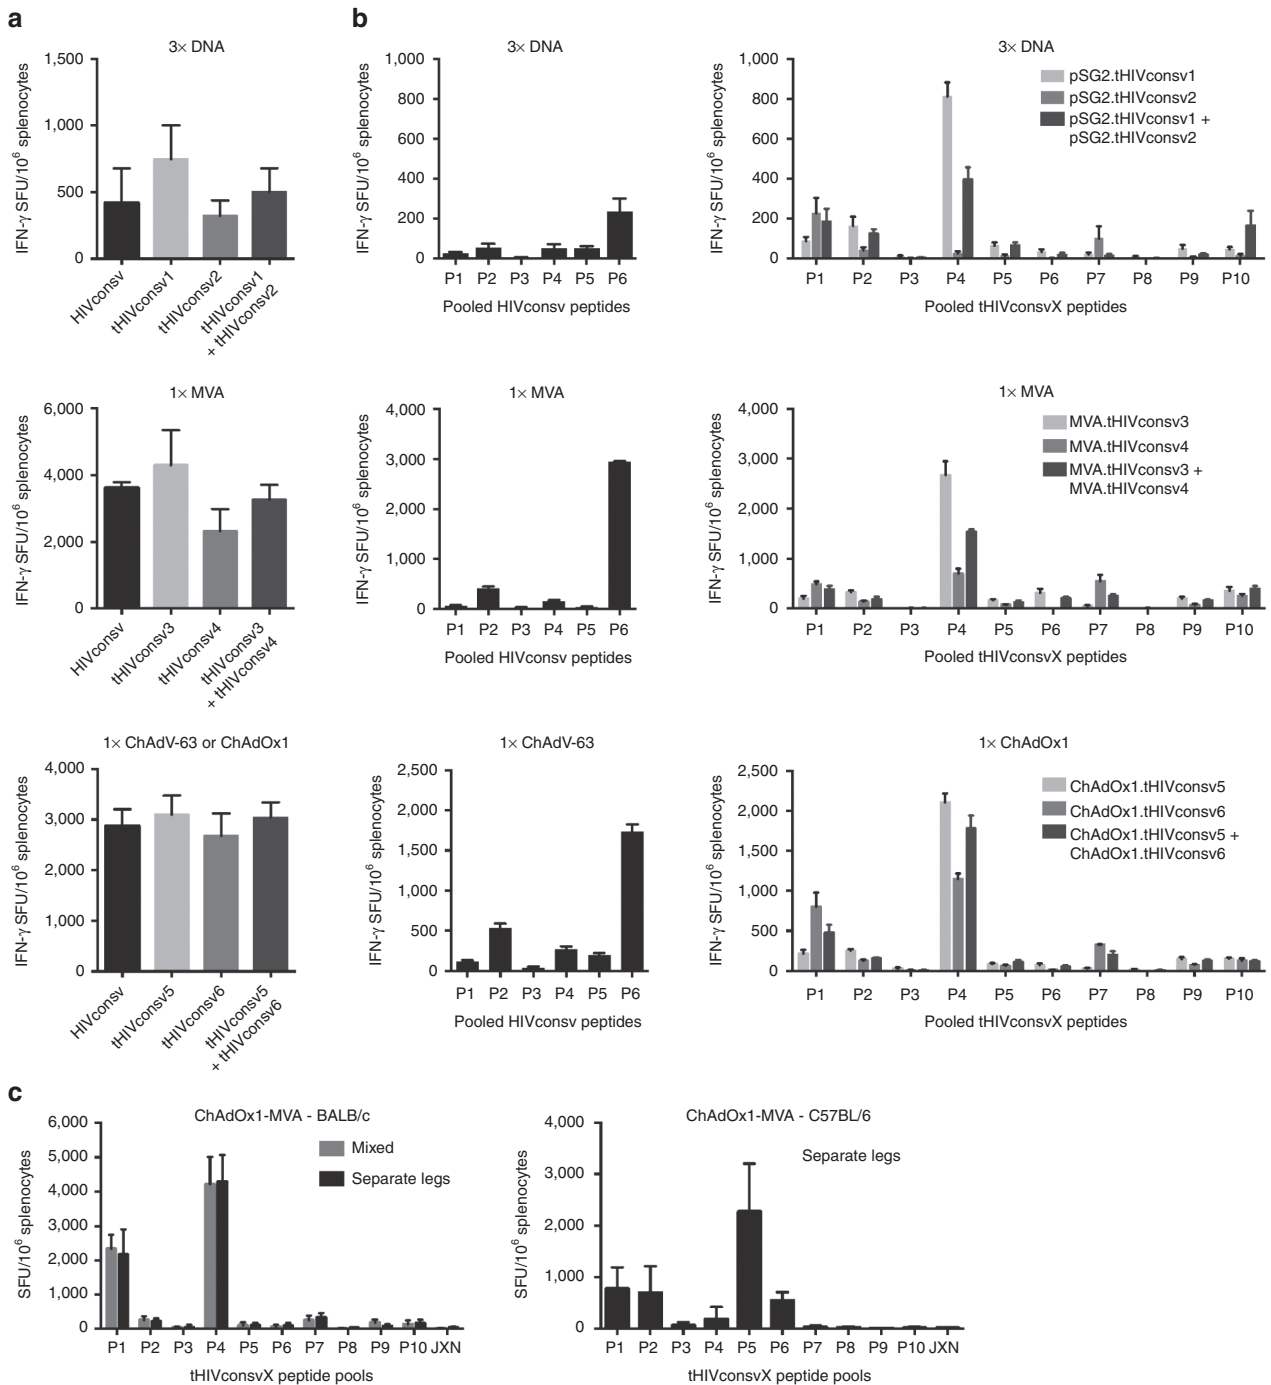 a
3× DNA
IFN-γ SFU/10⁶ splenocytes
1,500
1,000
500
0
HIVconsv
tHIVconsv1
tHIVconsv2
tHIVconsv1
+ tHIVconsv2
b
3× DNA
IFN-γ SFU/10⁶ splenocytes
1,000
800
600
400
200
0
P1 P2 P3 P4 P5 P6
Pooled HIVconsv peptides
3× DNA
IFN-γ SFU/10⁶ splenocytes
1,000
800
600
400
200
0
pSG2.tHIVconsv1
pSG2.tHIVconsv2
pSG2.tHIVconsv1 +
pSG2.tHIVconsv2
P1 P2 P3 P4 P5 P6 P7 P8 P9 P10
Pooled tHIVconsvX peptides
1× MVA
IFN-γ SFU/10⁶ splenocytes
6,000
4,000
2,000
0
HIVconsv
tHIVconsv3
tHIVconsv4
tHIVconsv3
+ tHIVconsv4
1× MVA
IFN-γ SFU/10⁶ splenocytes
4,000
3,000
2,000
1,000
0
P1 P2 P3 P4 P5 P6
Pooled HIVconsv peptides
1× MVA
IFN-γ SFU/10⁶ splenocytes
4,000
3,000
2,000
1,000
0
MVA.tHIVconsv3
MVA.tHIVconsv4
MVA.tHIVconsv3 +
MVA.tHIVconsv4
P1 P2 P3 P4 P5 P6 P7 P8 P9 P10
Pooled tHIVconsvX peptides
1× ChAdV-63 or ChAdOx1
IFN-γ SFU/10⁶ splenocytes
4,000
3,000
2,000
1,000
0
HIVconsv
tHIVconsv5
tHIVconsv6
tHIVconsv5
+ tHIVconsv6
1× ChAdV-63
IFN-γ SFU/10⁶ splenocytes
2,500
2,000
1,500
1,000
500
0
P1 P2 P3 P4 P5 P6
Pooled HIVconsv peptides
1× ChAdOx1
IFN-γ SFU/10⁶ splenocytes
2,500
2,000
1,500
1,000
500
0
ChAdOx1.tHIVconsv5
ChAdOx1.tHIVconsv6
ChAdOx1.tHIVconsv5 +
ChAdOx1.tHIVconsv6
P1 P2 P3 P4 P5 P6 P7 P8 P9 P10
Pooled tHIVconsvX peptides
c
ChAdOx1-MVA - BALB/c
SFU/10⁶ splenocytes
6,000
5,000
4,000
3,000
2,000
1,000
0
Mixed
Separate legs
P1 P2 P3 P4 P5 P6 P7 P8 P9 P10 JXN
tHIVconsvX peptide pools
ChAdOx1-MVA - C57BL/6
SFU/10⁶ splenocytes
4,000
3,000
2,000
1,000
0
Separate legs
P1 P2 P3 P4 P5 P6 P7 P8 P9 P10 JXN
tHIVconsvX peptide pools